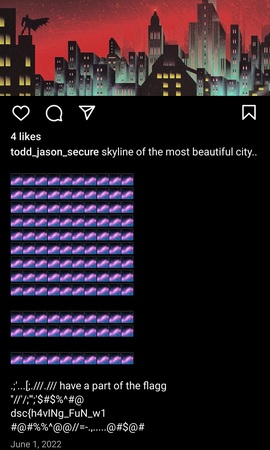 4 likes
todd_jason_secure skyline of the most beautiful city..
.;'...[;.///./// have a part of the flagg
"//'/;'";'$#$%^#@
dsc{h4vINg_FuN_w1
#@#%%^@@//=-.,.....@#$@#
June 1, 2022